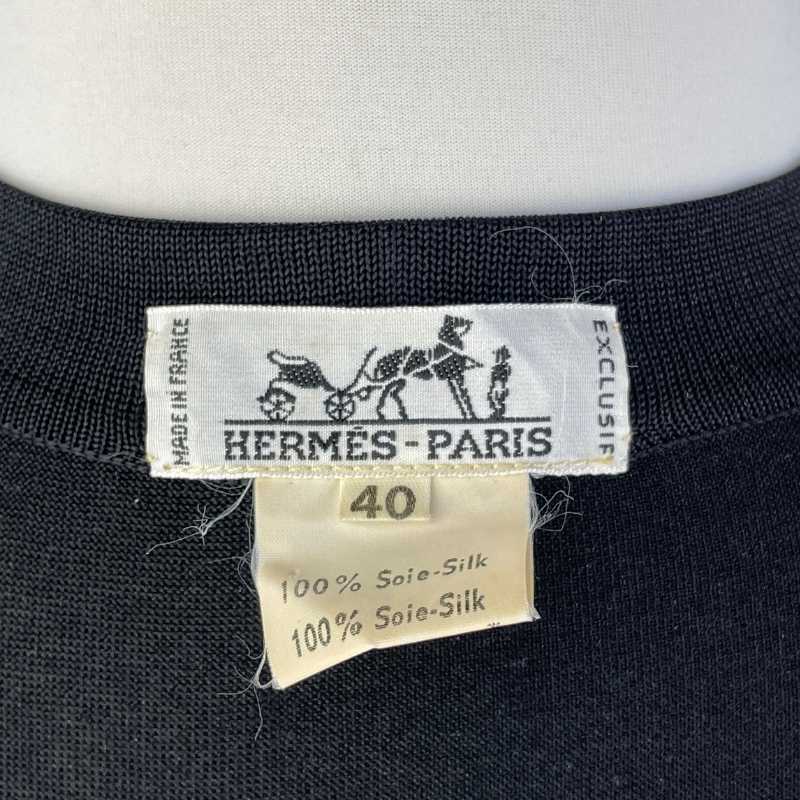 MADE IN FRANCE
EXCLUSIF
HERMÈS-PARIS
40
100% Soie-Silk
100% Soie-Silk